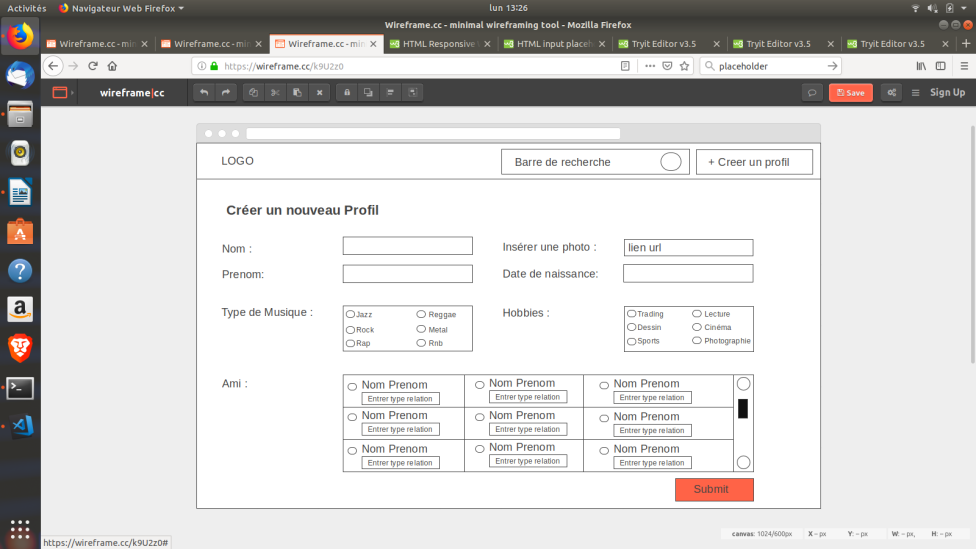 Activités Navigateur Web Firefox lun 13:26
Wireframe.cc - minimal wireframing tool - Mozilla Firefox
Wireframe.cc - mi Wireframe.cc - mi Wireframe.cc - mi HTML Responsive HTML input place Tryit Editor v3.5 Tryit Editor v3.5 Tryit Editor v3.5
https://wireframe.cc/k9U2z0 placeholder
wireframe|cc Save Sign Up
LOGO Barre de recherche + Creer un profil
Créer un nouveau Profil
Nom : Insérer une photo : lien url
Prenom: Date de naissance:
Type de Musique : Jazz Reggae Hobbies : Trading Lecture
Rock Metal Dessin Cinéma
Rap Rnb Sports Photographie
Ami : Nom Prenom Nom Prenom Nom Prenom
Entrer type relation Entrer type relation Entrer type relation
Nom Prenom Nom Prenom Nom Prenom
Entrer type relation Entrer type relation Entrer type relation
Nom Prenom Nom Prenom Nom Prenom
Entrer type relation Entrer type relation Entrer type relation
Submit
canvas: 1024/600px X – px Y: – px W: – px, H: – px
https://wireframe.cc/k9U2z0#